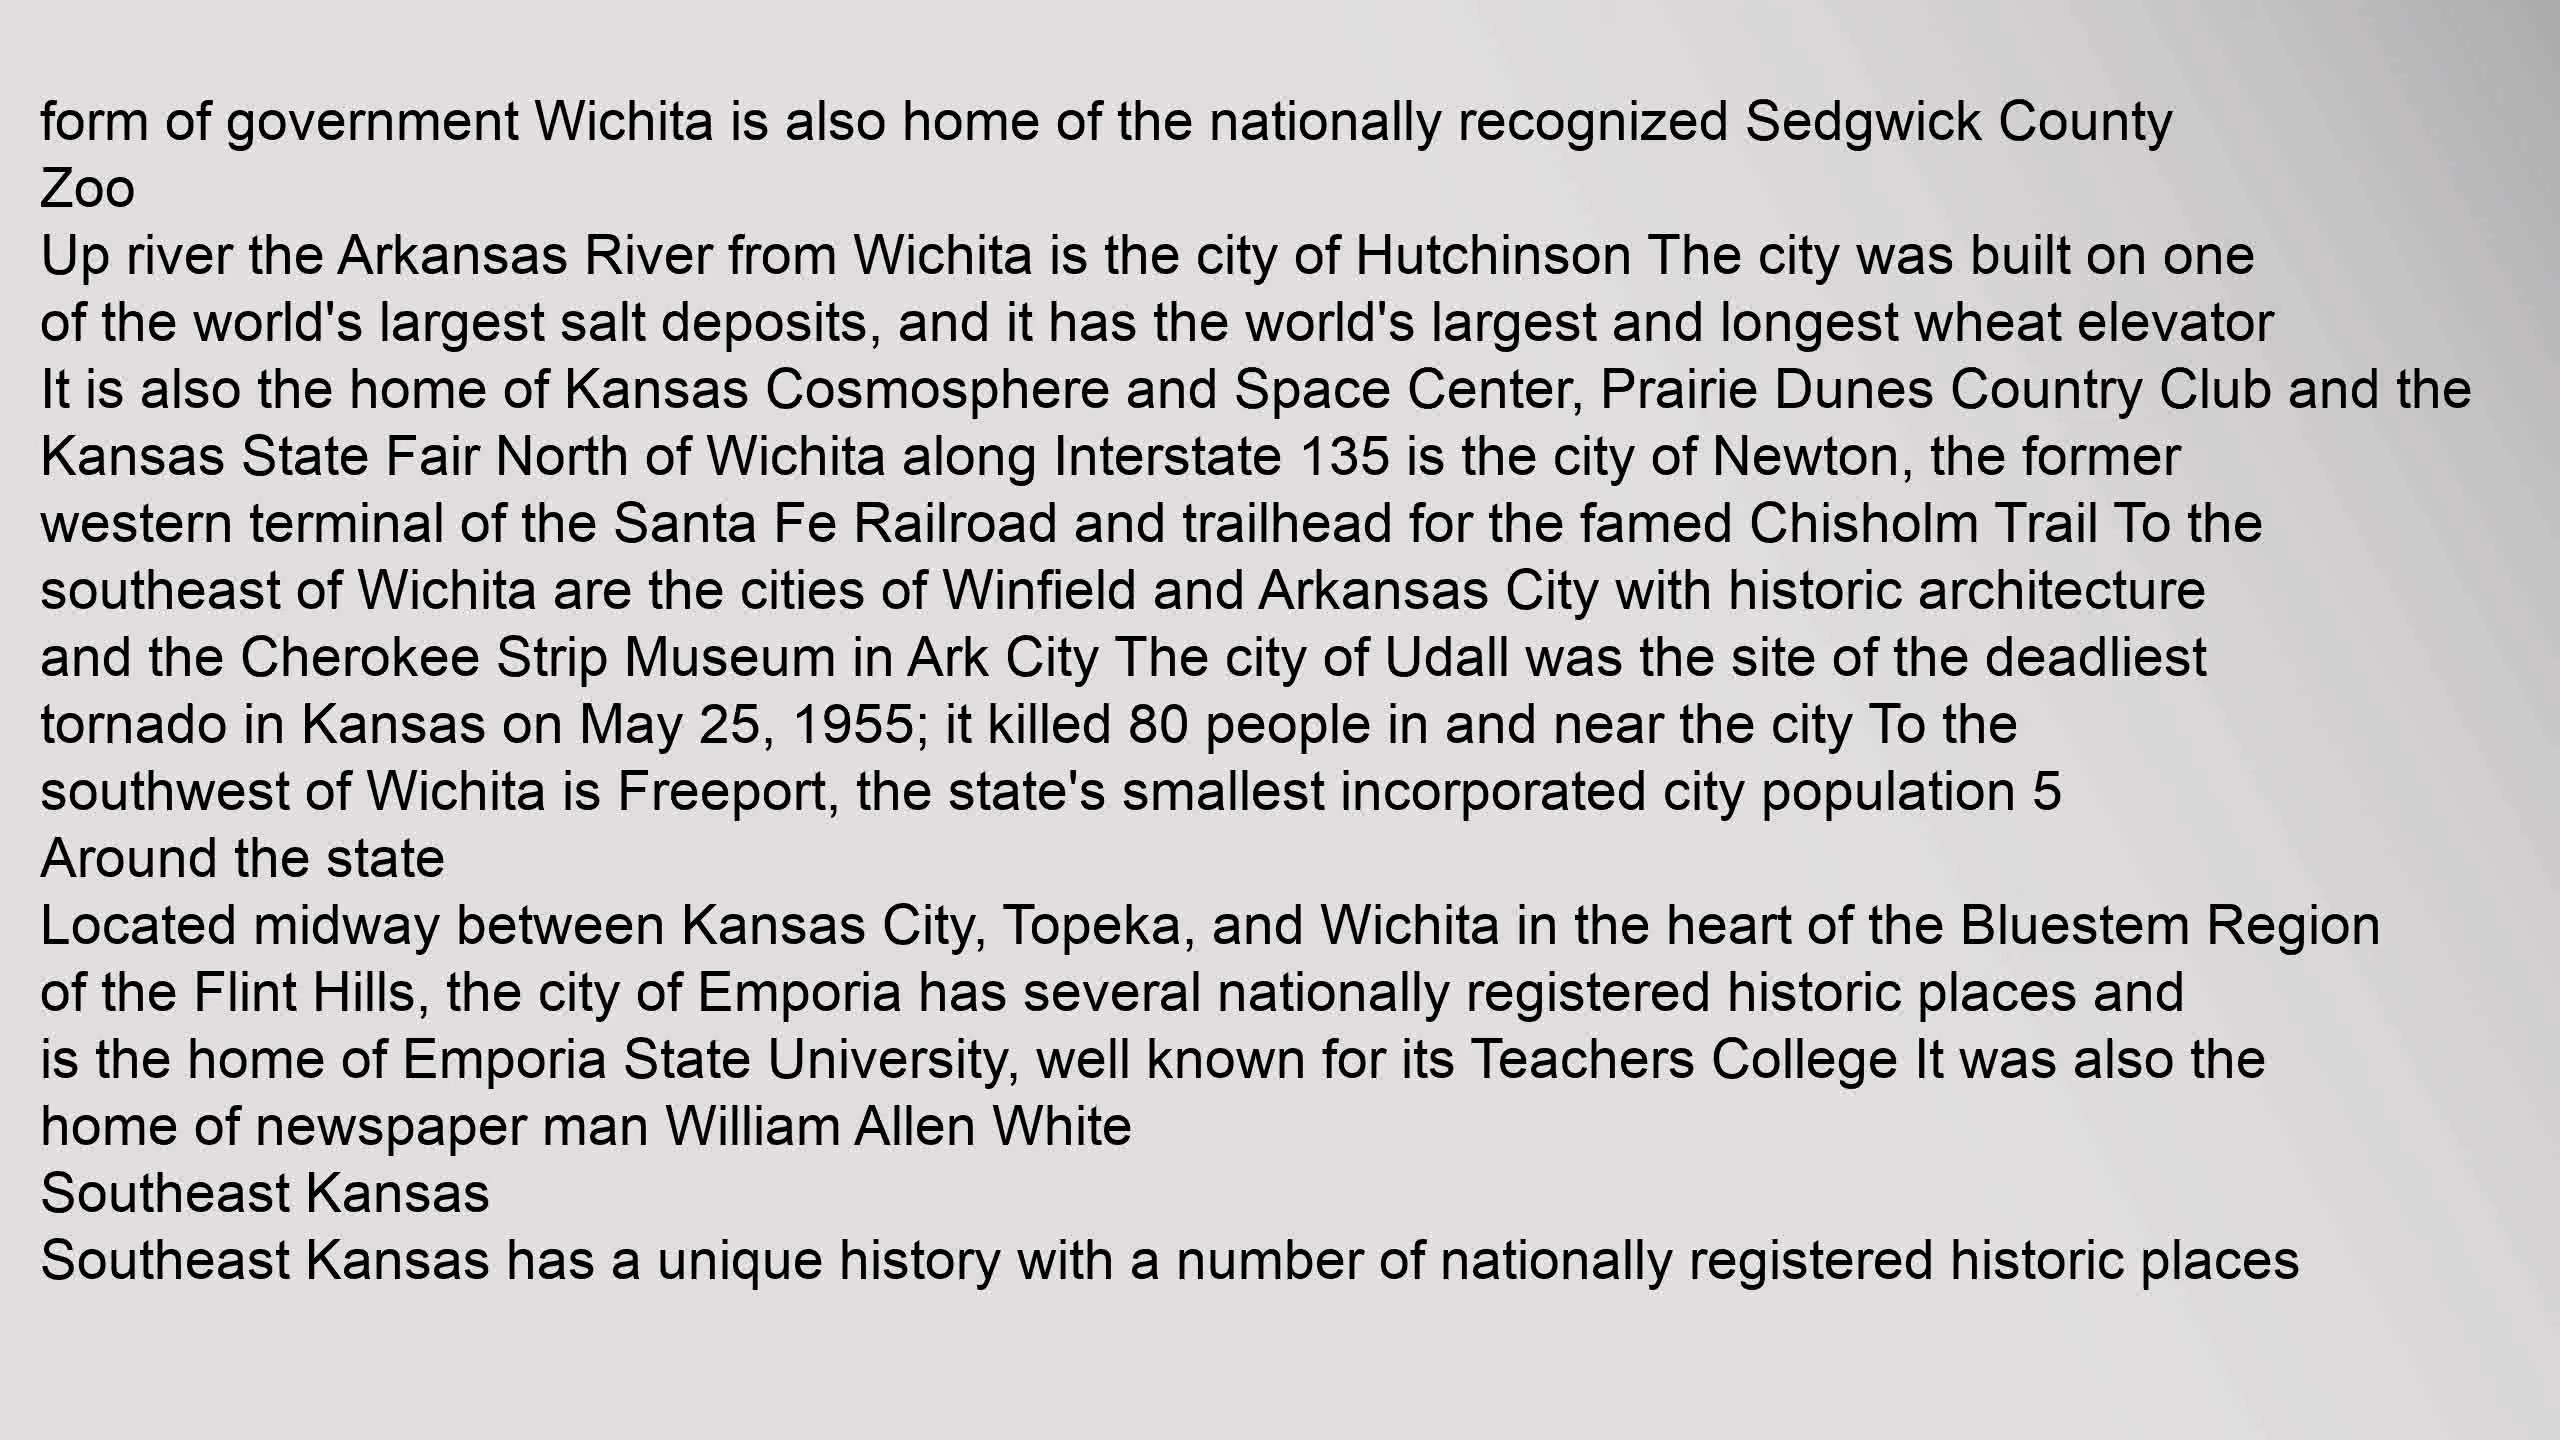 form of government Wichita is also home of the nationally recognized Sedgwick County
Zoo
Up river the Arkansas River from Wichita is the city of Hutchinson The city was built on one
of the world's largest salt deposits, and it has the world's largest and longest wheat elevator
It is also the home of Kansas Cosmosphere and Space Center, Prairie Dunes Country Club and the
Kansas State Fair North of Wichita along Interstate 135 is the city of Newton, the former
western terminal of the Santa Fe Railroad and trailhead for the famed Chisholm Trail To the
southeast of Wichita are the cities of Winfield and Arkansas City with historic architecture
and the Cherokee Strip Museum in Ark City The city of Udall was the site of the deadliest
tornado in Kansas on May 25, 1955; it killed 80 people in and near the city To the
southwest of Wichita is Freeport, the state's smallest incorporated city population 5
Around the state
Located midway between Kansas City, Topeka, and Wichita in the heart of the Bluestem Region
of the Flint Hills, the city of Emporia has several nationally registered historic places and
is the home of Emporia State University, well known for its Teachers College It was also the
home of newspaper man William Allen White
Southeast Kansas
Southeast Kansas has a unique history with a number of nationally registered historic places